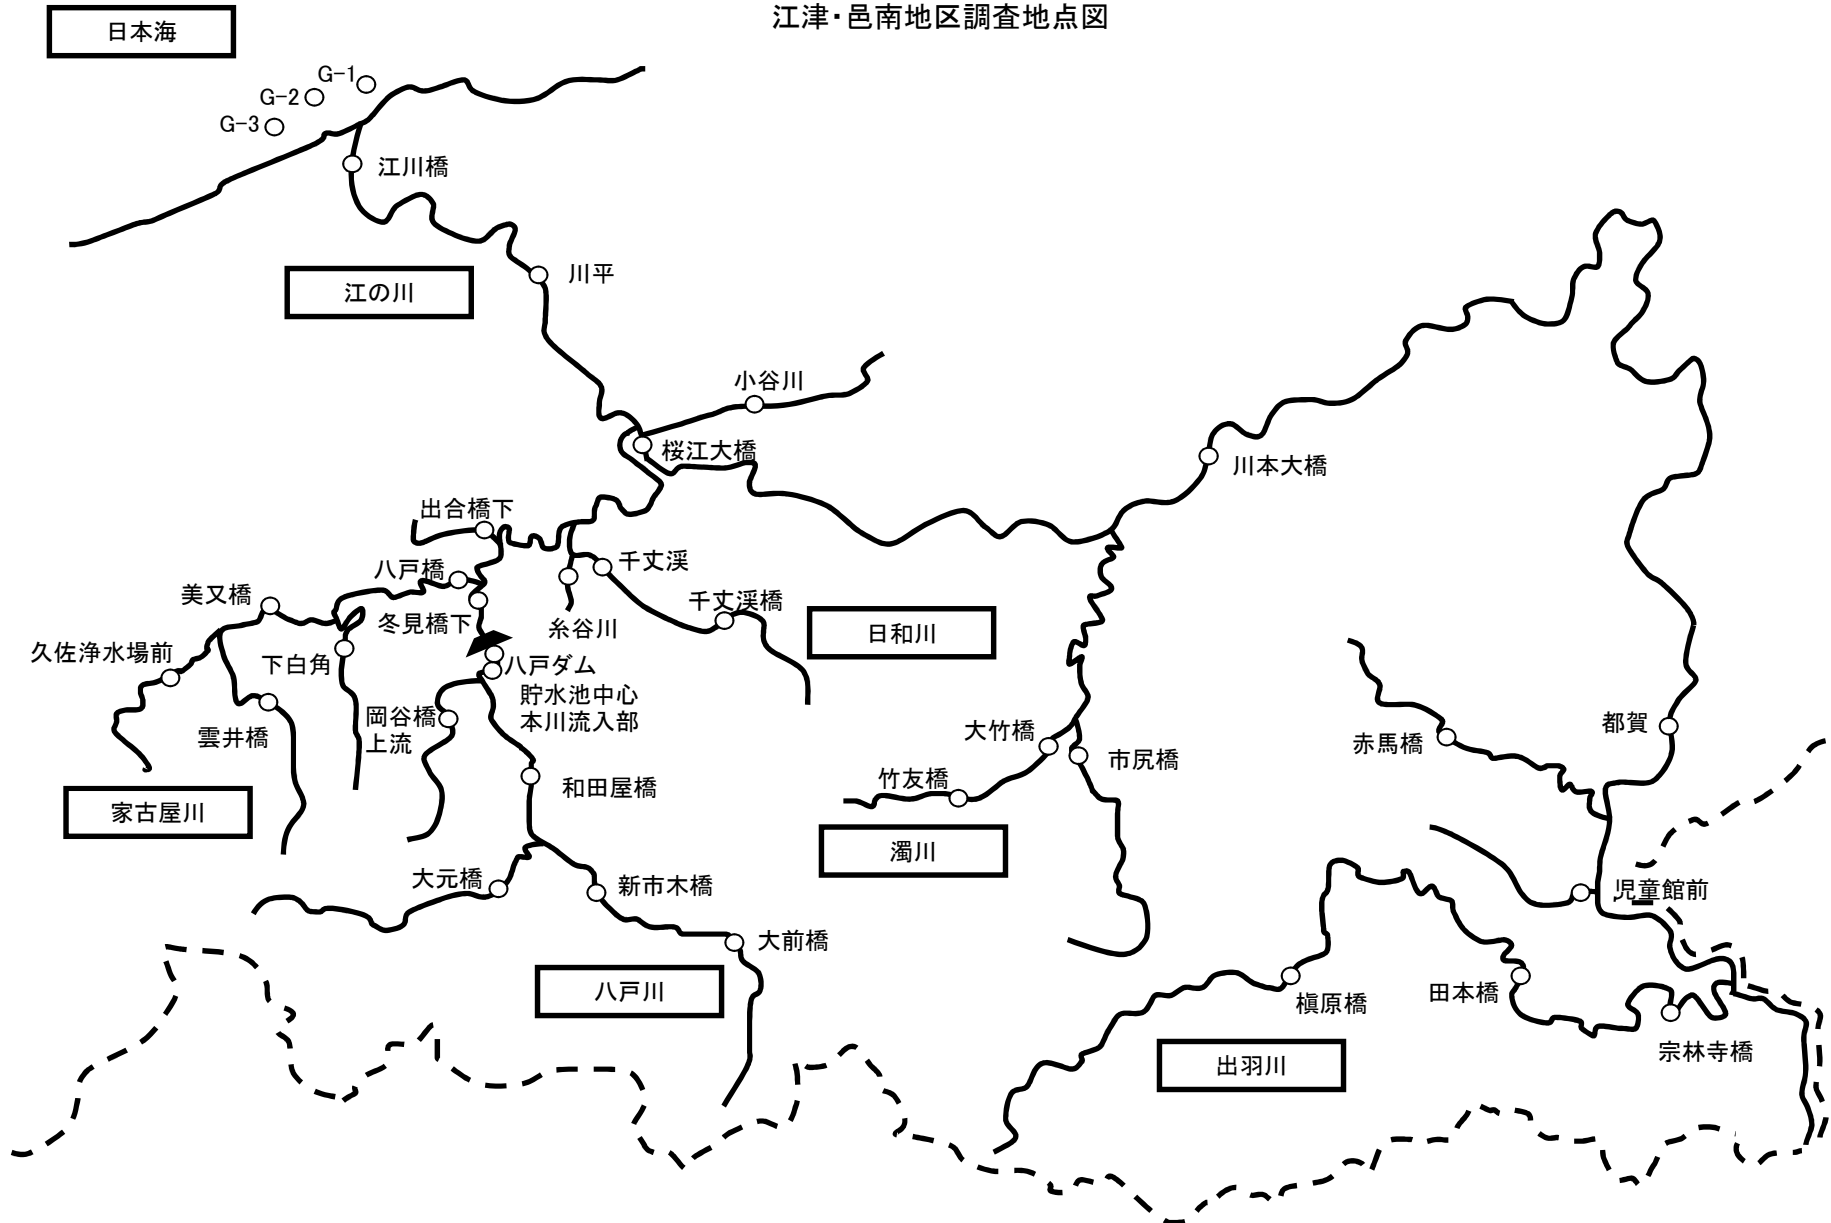 江津・邑南地区調査地点図
日本海
G-1
G-2
G-3
江川橋
川平
江の川
小谷川
桜江大橋
川本大橋
出合橋下
八戸橋
千丈渓
美又橋
千丈渓橋
冬見橋下
糸谷川
日和川
久佐浄水場前
下白角
八戸ダム
貯水池中心
本川流入部
岡谷橋
上流
雲井橋
大竹橋
市尻橋
赤馬橋
都賀
和田屋橋
竹友橋
家古屋川
濁川
大元橋
新市木橋
児童館前
大前橋
八戸川
槇原橋
田本橋
宗林寺橋
出羽川